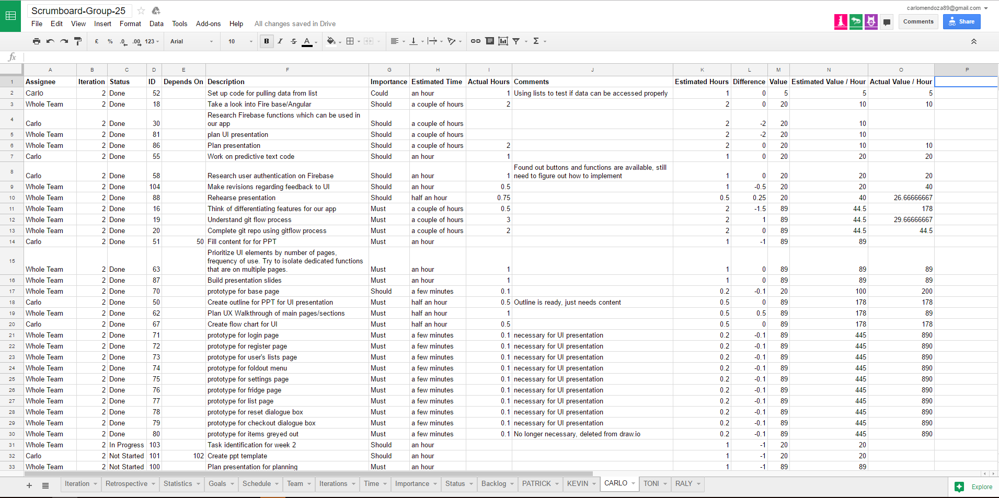 Scrumboard-Group-25
carlomendoza89@gmail.com
File Edit View Insert Format Data Tools Add-ons Help All changes saved in Drive
Comments Share
£ % .0 .00 123 Arial 10 B I S A Σ
fx
A B C D E F G H I J K L M N O P
1 Assignee Iteration Status ID Depends On Description Importance Estimated Time Actual Hours Comments Estimated Hours Difference Value Estimated Value / Hour Actual Value / Hour
2 Carlo 2 Done 52 Set up code for pulling data from list Could an hour 1 Using lists to test if data can be accessed properly 1 0 5 5 5
3 Whole Team 2 Done 18 Take a look into Fire base/Angular Should a couple of hours 2 2 0 20 10 10
Research Firebase functions which can be used in
4 Carlo 2 Done 30 our app Should a couple of hours 2 -2 20 10
5 Whole Team 2 Done 81 plan UI presentation Should a couple of hours 2 -2 20 10
6 Whole Team 2 Done 86 Plan presentation Should a couple of hours 2 2 0 20 10 10
7 Carlo 2 Done 55 Work on predictive text code Should an hour 1 1 0 20 20 20
Found out buttons and functions are available, still
8 Carlo 2 Done 58 Research user authentication on Firebase Should an hour 1 need to figure out how to implement 1 0 20 20 20
9 Whole Team 2 Done 104 Make revisions regarding feedback to UI Should an hour 0.5 1 -0.5 20 20 40
10 Whole Team 2 Done 88 Rehearse presentation Should half an hour 0.75 0.5 0.25 20 40 26.66666667
11 Whole Team 2 Done 16 Think of differentiating features for our app Must a couple of hours 0.5 2 -1.5 89 44.5 178
12 Whole Team 2 Done 19 Understand git flow process Must a couple of hours 3 2 1 89 44.5 29.66666667
13 Whole Team 2 Done 20 Complete git repo using gitflow process Must a couple of hours 2 2 0 89 44.5 44.5
14 Carlo 2 Done 51 50 Fill content for for PPT Must an hour 1 -1 89 89
Prioritize UI elements by number of pages,
frequency of use. Try to isolate dedicated functions
15 Whole Team 2 Done 63 that are on multiple pages. Must an hour 1 1 0 89 89 89
16 Whole Team 2 Done 87 Build presentation slides Must an hour 1 1 0 89 89 89
17 Whole Team 2 Done 70 prototype for base page Should a few minutes 0.1 0.2 -0.1 20 100 200
18 Carlo 2 Done 50 Create outline for PPT for UI presentation Must half an hour 0.5 Outline is ready, just needs content 0.5 0 89 178 178
19 Whole Team 2 Done 62 Plan UX Walkthrough of main pages/sections Must half an hour 1 0.5 0.5 89 178 89
20 Carlo 2 Done 67 Create flow chart for UI Must half an hour 0.5 0.5 0 89 178 178
21 Whole Team 2 Done 71 prototype for login page Must a few minutes 0.1 necessary for UI presentation 0.2 -0.1 89 445 890
22 Whole Team 2 Done 72 prototype for register page Must a few minutes 0.1 necessary for UI presentation 0.2 -0.1 89 445 890
23 Whole Team 2 Done 73 prototype for user's lists page Must a few minutes 0.1 necessary for UI presentation 0.2 -0.1 89 445 890
24 Whole Team 2 Done 74 prototype for foldout menu Must a few minutes 0.1 necessary for UI presentation 0.2 -0.1 89 445 890
25 Whole Team 2 Done 75 prototype for settings page Must a few minutes 0.1 necessary for UI presentation 0.2 -0.1 89 445 890
26 Whole Team 2 Done 76 prototype for fridge page Must a few minutes 0.1 necessary for UI presentation 0.2 -0.1 89 445 890
27 Whole Team 2 Done 77 prototype for list page Must a few minutes 0.1 necessary for UI presentation 0.2 -0.1 89 445 890
28 Whole Team 2 Done 78 prototype for reset dialogue box Must a few minutes 0.1 necessary for UI presentation 0.2 -0.1 89 445 890
29 Whole Team 2 Done 79 prototype for checkout dialogue box Must a few minutes 0.1 necessary for UI presentation 0.2 -0.1 89 445 890
30 Whole Team 2 Done 80 prototype for items greyed out Must a few minutes 0.1 No longer necessary, deleted from draw.io 0.2 -0.1 89 445 890
31 Whole Team 2 In Progress 103 Task identification for week 2 Should an hour 1 -1 20 20
32 Carlo 2 Not Started 101 102 Create ppt template Should an hour 1 -1 20 20
33 Whole Team 2 Not Started 100 Plan presentation for planning Must an hour 1 -1 89 89
Iteration Retrospective Statistics Goals Schedule Team Iterations Time Importance Status Backlog PATRICK KEVIN CARLO TONI RALY Explore